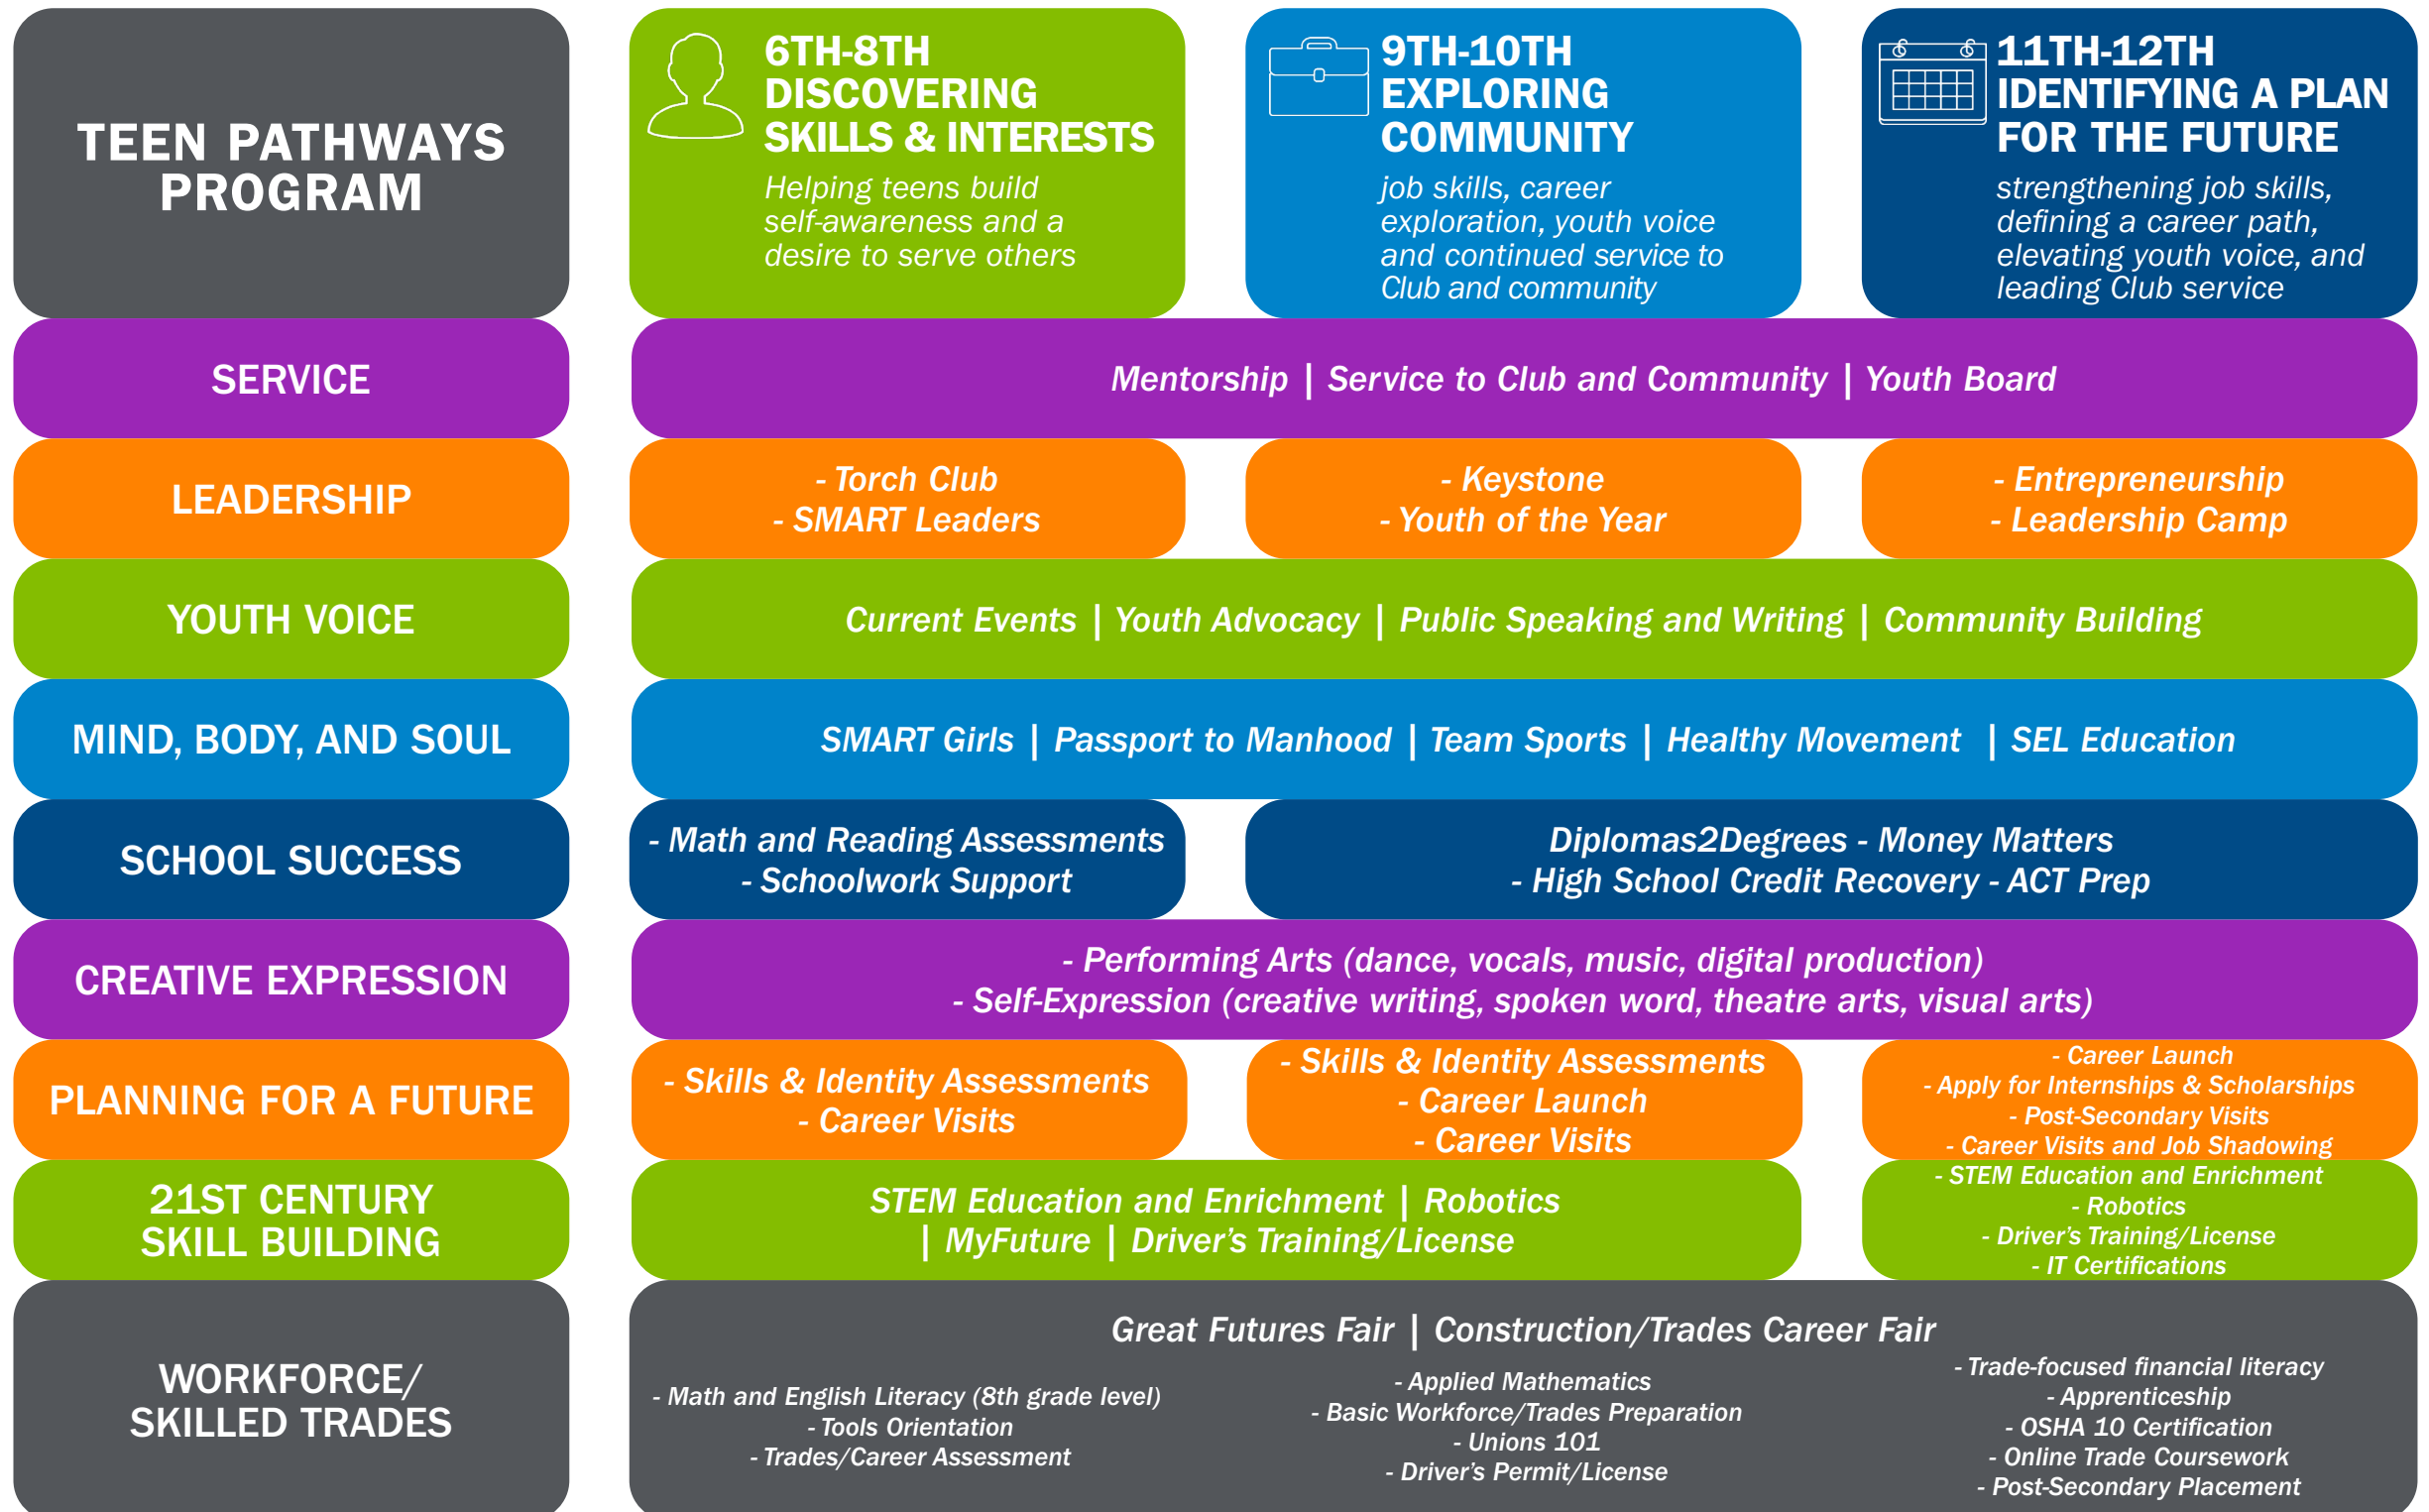 TEEN PATHWAYS
PROGRAM
6TH-8TH
DISCOVERING
SKILLS & INTERESTS
Helping teens build
self-awareness and a
desire to serve others
9TH-10TH
EXPLORING
COMMUNITY
job skills, career
exploration, youth voice
and continued service to
Club and community
11TH-12TH
IDENTIFYING A PLAN
FOR THE FUTURE
strengthening job skills,
defining a career path,
elevating youth voice, and
leading Club service
SERVICE
Mentorship | Service to Club and Community | Youth Board
LEADERSHIP
- Torch Club
- SMART Leaders
- Keystone
- Youth of the Year
- Entrepreneurship
- Leadership Camp
YOUTH VOICE
Current Events | Youth Advocacy | Public Speaking and Writing | Community Building
MIND, BODY, AND SOUL
SMART Girls | Passport to Manhood | Team Sports | Healthy Movement | SEL Education
SCHOOL SUCCESS
- Math and Reading Assessments
- Schoolwork Support
Diplomas2Degrees - Money Matters
- High School Credit Recovery - ACT Prep
CREATIVE EXPRESSION
- Performing Arts (dance, vocals, music, digital production)
- Self-Expression (creative writing, spoken word, theatre arts, visual arts)
PLANNING FOR A FUTURE
- Skills & Identity Assessments
- Career Visits
- Skills & Identity Assessments
- Career Launch
- Career Visits
- Career Launch
- Apply for Internships & Scholarships
- Post-Secondary Visits
- Career Visits and Job Shadowing
21ST CENTURY
SKILL BUILDING
STEM Education and Enrichment | Robotics
| MyFuture | Driver's Training/License
- STEM Education and Enrichment
- Robotics
- Driver's Training/License
- IT Certifications
WORKFORCE/
SKILLED TRADES
Great Futures Fair | Construction/Trades Career Fair
- Math and English Literacy (8th grade level)
- Tools Orientation
- Trades/Career Assessment
- Applied Mathematics
- Basic Workforce/Trades Preparation
- Unions 101
- Driver's Permit/License
- Trade-focused financial literacy
- Apprenticeship
- OSHA 10 Certification
- Online Trade Coursework
- Post-Secondary Placement